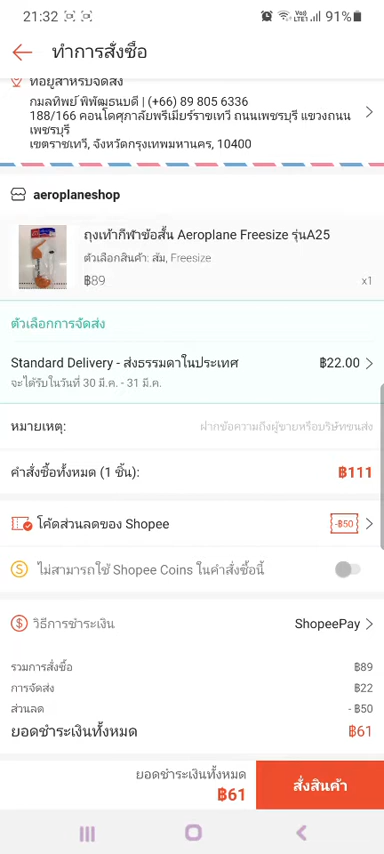 21:32
Vo))
LTE1
91%
ทำการสั่งซื้อ
ที่อยู่สำหรับจัดส่ง
กมลทิพย์ พิพัฒธนบดี | (+66) 89 805 6336
188/166 คอนโดศุภาลัยพรีเมียร์ราชเทวี ถนนเพชรบุรี แขวงถนน
เพชรบุรี
เขตราชเทวี, จังหวัดกรุงเทพมหานคร, 10400
aeroplaneshop
ถุงเท้ากีฬาข้อสั้น Aeroplane Freesize รุ่นA25
ตัวเลือกสินค้า: ส้ม, Freesize
฿89 x1
ตัวเลือกการจัดส่ง
Standard Delivery - ส่งธรรมดาในประเทศ ฿22.00
จะได้รับในวันที่ 30 มี.ค. - 31 มี.ค.
หมายเหตุ: ฝากข้อความถึงผู้ขายหรือบริษัทขนส่ง
คำสั่งซื้อทั้งหมด (1 ชิ้น): ฿111
โค้ดส่วนลดของ Shopee -฿50
ไม่สามารถใช้ Shopee Coins ในคำสั่งซื้อนี้
วิธีการชำระเงิน ShopeePay
รวมการสั่งซื้อ ฿89
การจัดส่ง ฿22
ส่วนลด - ฿50
ยอดชำระเงินทั้งหมด ฿61
ยอดชำระเงินทั้งหมด
฿61
สั่งสินค้า